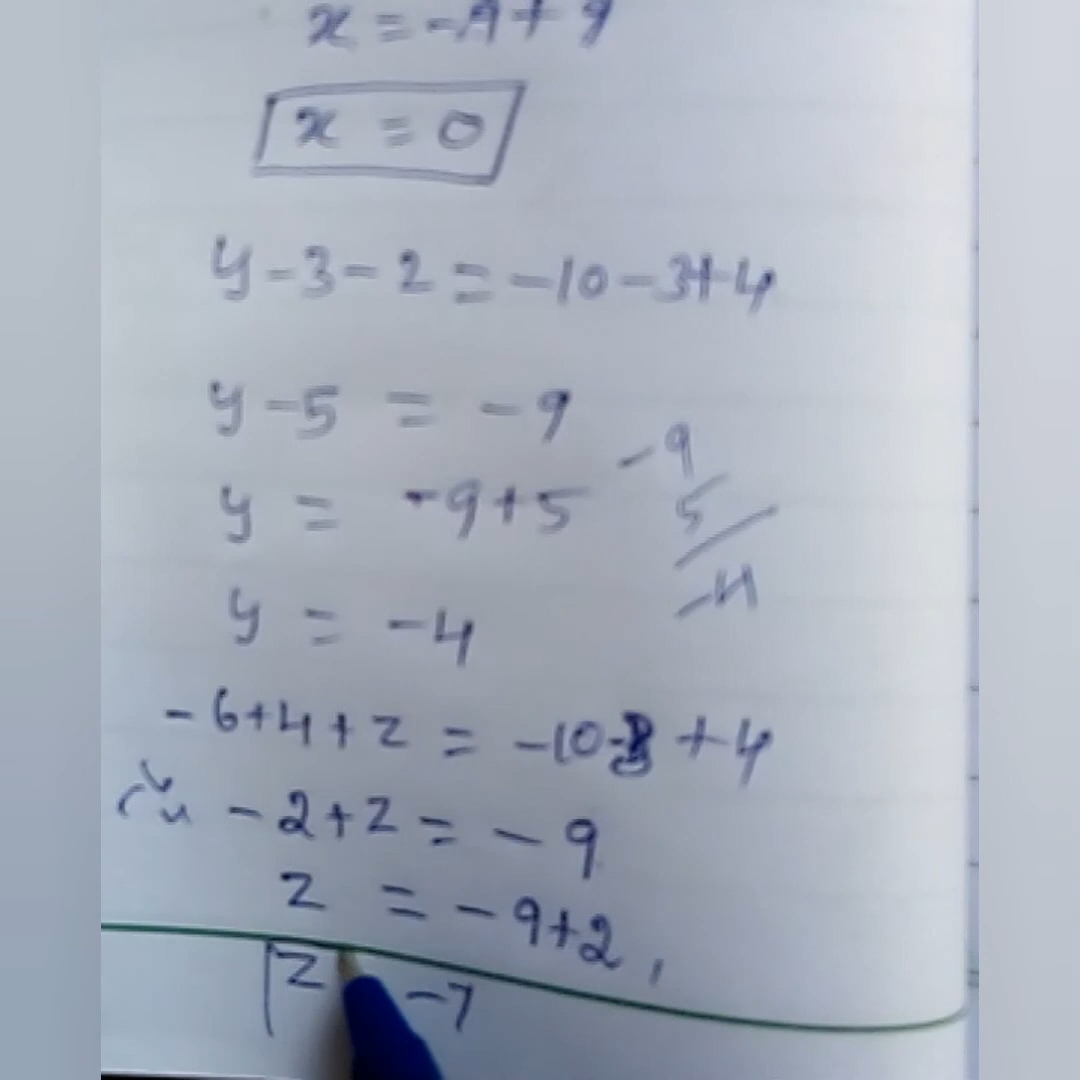 x = -9 + 9
x = 0
y - 3 - 2 = -10 - 3 + 4
y - 5 = -9
y = -9 + 5
-9
5
-4
y = -4
-6 + 4 + z = -10 - 3 + 4
-2 + z = -9
z = -9 + 2,
z -7